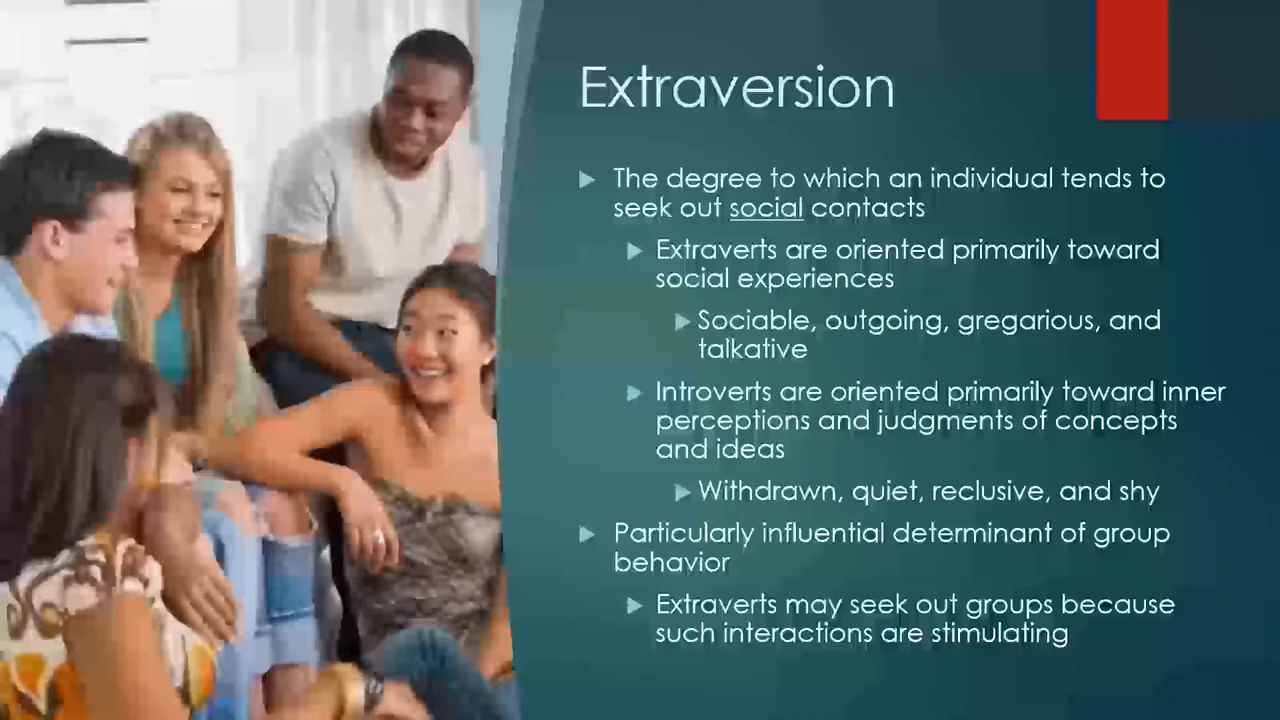 Extraversion
The degree to which an individual tends to
seek out social contacts
Extraverts are oriented primarily toward
social experiences
Sociable, outgoing, gregarious, and
talkative
Introverts are oriented primarily toward inner
perceptions and judgments of concepts
and ideas
Withdrawn, quiet, reclusive, and shy
Particularly influential determinant of group
behavior
Extraverts may seek out groups because
such interactions are stimulating